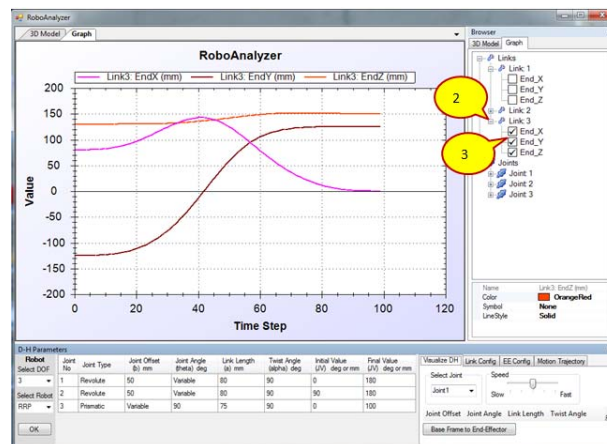 RoboAnalyzer
3D Model Graph
RoboAnalyzer
Link3: EndX (mm) Link3: EndY (mm) Link3: EndZ (mm)
200
150
100
50
0
-50
-100
-150
-200
Value
0 20 40 60 80 100 120
Time Step
Browser
3D Model Graph
Links
Link: 1
End_X
End_Y
End_Z
Link: 2
Link: 3
End_X
End_Y
End_Z
Joints
Joint 1
Joint 2
Joint 3
2
3
Name Link3: EndZ (mm)
Color OrangeRed
Symbol None
LineStyle Solid
D-H Parameters
Robot
Select DOF
3
Select Robot
RRP
OK
Joint No Joint Type Joint Offset (b) mm Joint Angle (theta) deg Link Length (a) mm Twist Angle (alpha) deg Initial Value (JV) deg or mm Final Value (JV) deg or mm
1 Revolute 50 Variable 80 90 0 180
2 Revolute 50 Variable 80 90 90 180
3 Prismatic Variable 90 75 90 0 100
Visualize DH Link Config EE Config Motion Trajectory
Select Joint
Joint1
Speed
Slow Fast
Joint Offset Joint Angle Link Length Twist Angle
Base Frame to End-Effector